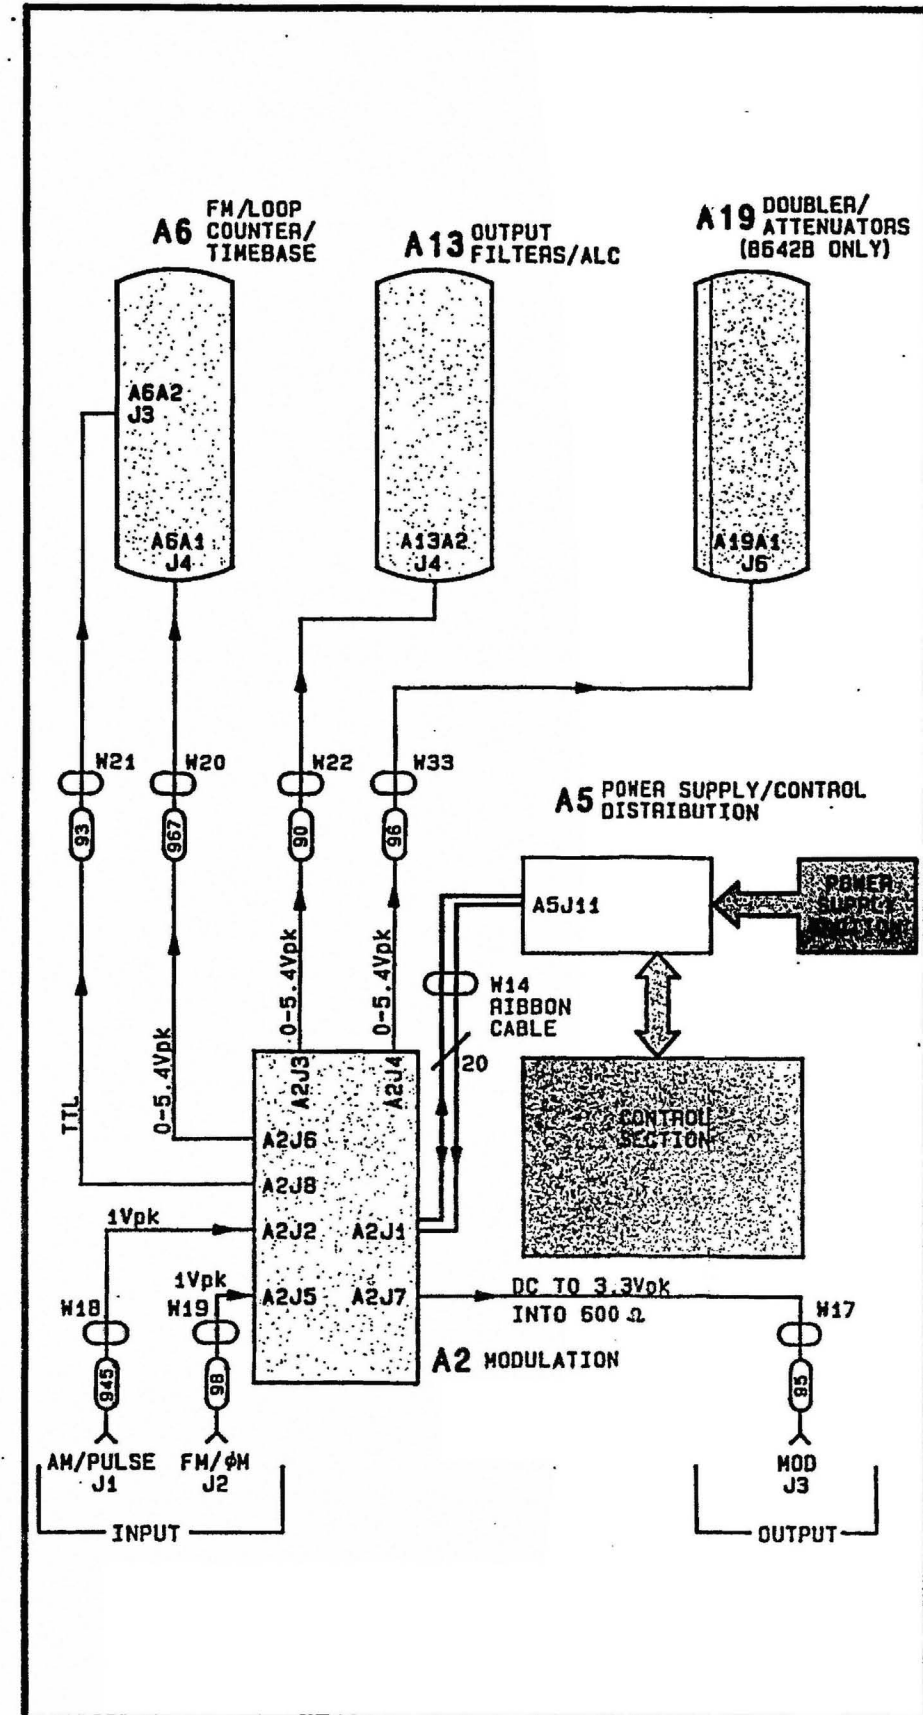 A6 FM/LOOP
COUNTER/
TIMEBASE
A13 OUTPUT
FILTERS/ALC
A19 DOUBLER/
ATTENUATORS
(8642B ONLY)
A6A2
J3
A6A1
J4
A13A2
J4
A19A1
J6
W21
W20
W22
W33
93
967
90
96
A5 POWER SUPPLY/CONTROL
DISTRIBUTION
A5J11
POWER
SUPPLY
W14
RIBBON
CABLE
20
CONTROL
SECTION
TTL
0-5.4Vpk
0-5.4Vpk
0-5.4Vpk
A2J3
A2J4
A2J6
A2J8
1Vpk
A2J2
A2J1
1Vpk
A2J5
A2J7
DC TO 3.3Vpk
INTO 600 Ω
W18
W19
W17
A2 MODULATION
945
98
95
AM/PULSE
J1
FM/ϕM
J2
MOD
J3
INPUT
OUTPUT